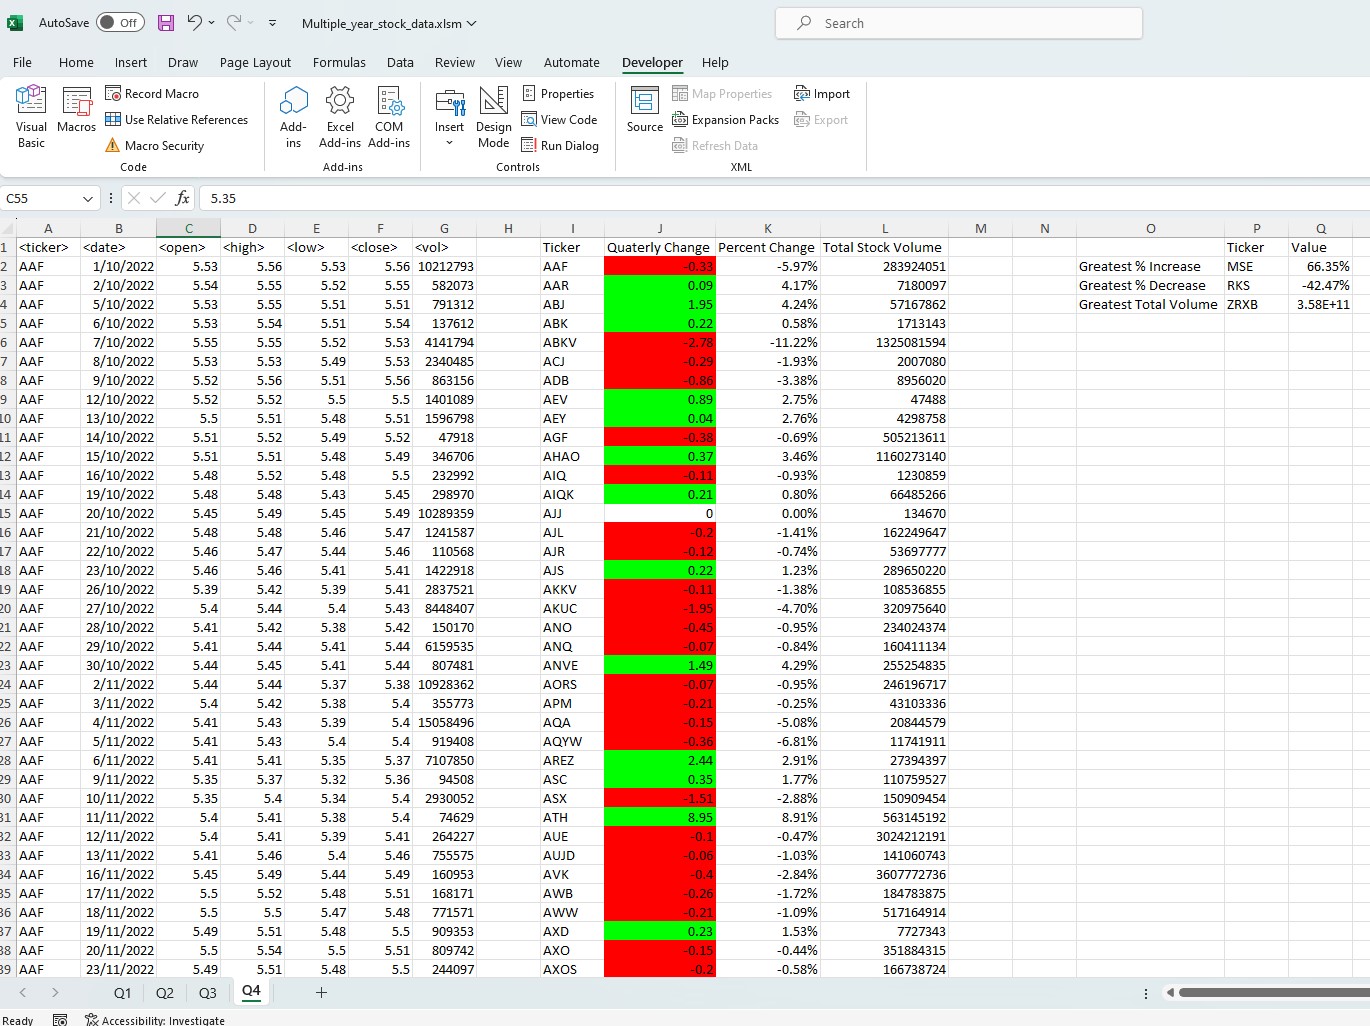 AutoSave Off Multiple_year_stock_data.xlsm Search
File Home Insert Draw Page Layout Formulas Data Review View Automate Developer Help
Visual Basic Macros Record Macro Use Relative References Macro Security Code
Add-ins Excel Add-ins COM Add-ins Add-ins
Insert Design Mode Properties View Code Run Dialog Controls
Source Map Properties Expansion Packs Refresh Data Import Export XML
C55 fx 5.35
A B C D E F G H I J K L M N O P Q
1 <ticker> <date> <open> <high> <low> <close> <vol> Ticker Quaterly Change Percent Change Total Stock Volume Ticker Value
2 AAF 1/10/2022 5.53 5.56 5.53 5.56 10212793 AAF -0.33 -5.97% 283924051 Greatest % Increase MSE 66.35%
3 AAF 2/10/2022 5.54 5.55 5.52 5.55 582073 AAR 0.09 4.17% 7180097 Greatest % Decrease RKS -42.47%
4 AAF 5/10/2022 5.53 5.55 5.51 5.51 791312 ABJ 1.95 4.24% 57167862 Greatest Total Volume ZRXB 3.58E+11
5 AAF 6/10/2022 5.53 5.54 5.51 5.54 137612 ABK 0.22 0.58% 1713143
6 AAF 7/10/2022 5.55 5.55 5.52 5.53 4141794 ABKV -2.78 -11.22% 1325081594
7 AAF 8/10/2022 5.53 5.53 5.49 5.53 2340485 ACJ -0.29 -1.93% 2007080
8 AAF 9/10/2022 5.52 5.56 5.51 5.56 863156 ADB -0.86 -3.38% 8956020
9 AAF 12/10/2022 5.52 5.52 5.5 5.5 1401089 AEV 0.89 2.75% 47488
10 AAF 13/10/2022 5.5 5.51 5.48 5.51 1596798 AEY 0.04 2.76% 4298758
11 AAF 14/10/2022 5.51 5.52 5.49 5.52 47918 AGF -0.38 -0.69% 505213611
12 AAF 15/10/2022 5.51 5.51 5.48 5.49 346706 AHAO 0.37 3.46% 1160273140
13 AAF 16/10/2022 5.48 5.52 5.48 5.5 232992 AIQ -0.11 -0.93% 1230859
14 AAF 19/10/2022 5.48 5.48 5.43 5.45 298970 AIQK 0.21 0.80% 66485266
15 AAF 20/10/2022 5.45 5.49 5.45 5.49 10289359 AJJ 0 0.00% 134670
16 AAF 21/10/2022 5.48 5.48 5.46 5.47 1241587 AJL -0.2 -1.41% 162249647
17 AAF 22/10/2022 5.46 5.47 5.44 5.46 110568 AJR -0.12 -0.74% 53697777
18 AAF 23/10/2022 5.46 5.46 5.41 5.41 1422918 AJS 0.22 1.23% 289650220
19 AAF 26/10/2022 5.39 5.42 5.39 5.41 2837521 AKKV -0.11 -1.38% 108536855
20 AAF 27/10/2022 5.4 5.44 5.4 5.43 8448407 AKUC -1.95 -4.70% 320975640
21 AAF 28/10/2022 5.41 5.42 5.38 5.42 150170 ANO -0.45 -0.95% 234024374
22 AAF 29/10/2022 5.41 5.44 5.41 5.44 6159535 ANQ -0.07 -0.84% 160411134
23 AAF 30/10/2022 5.44 5.45 5.41 5.44 807481 ANVE 1.49 4.29% 255254835
24 AAF 2/11/2022 5.44 5.44 5.37 5.38 10928362 AORS -0.07 -0.95% 246196717
25 AAF 3/11/2022 5.4 5.42 5.38 5.4 355773 APM -0.21 -0.25% 43103336
26 AAF 4/11/2022 5.41 5.43 5.39 5.4 15058496 AQA -0.15 -5.08% 20844579
27 AAF 5/11/2022 5.41 5.43 5.4 5.4 919408 AQYW -0.36 -6.81% 11741911
28 AAF 6/11/2022 5.41 5.41 5.35 5.37 7107850 AREZ 2.44 2.91% 27394397
29 AAF 9/11/2022 5.35 5.37 5.32 5.36 94508 ASC 0.35 1.77% 110759527
30 AAF 10/11/2022 5.35 5.4 5.34 5.4 2930052 ASX -1.51 -2.88% 150909454
31 AAF 11/11/2022 5.4 5.41 5.38 5.4 74629 ATH 8.95 8.91% 563145192
32 AAF 12/11/2022 5.4 5.41 5.39 5.41 264227 AUE -0.1 -0.47% 3024212191
33 AAF 13/11/2022 5.41 5.46 5.4 5.46 755575 AUJD -0.06 -1.03% 141060743
34 AAF 16/11/2022 5.45 5.49 5.44 5.49 160953 AVK -0.4 -2.84% 3607772736
35 AAF 17/11/2022 5.5 5.52 5.48 5.51 168171 AWB -0.26 -1.72% 184783875
36 AAF 18/11/2022 5.5 5.5 5.47 5.48 771571 AWW -0.21 -1.09% 517164914
37 AAF 19/11/2022 5.49 5.51 5.48 5.5 909353 AXD 0.23 1.53% 7727343
38 AAF 20/11/2022 5.5 5.54 5.5 5.51 809742 AXO -0.15 -0.44% 351884315
39 AAF 23/11/2022 5.49 5.51 5.48 5.5 244097 AXOS -0.2 -0.58% 166738724
Q1 Q2 Q3 Q4 +
Ready Accessibility: Investigate